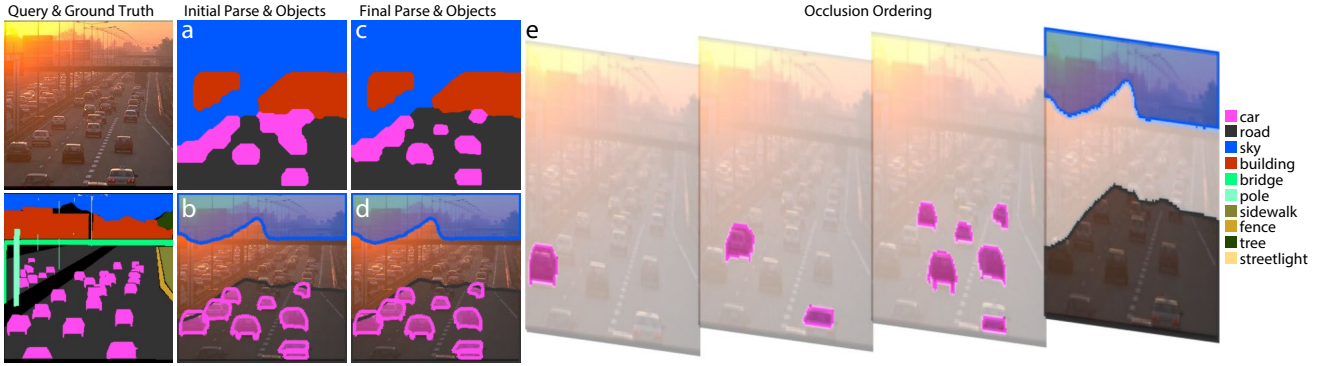 Query & Ground Truth
Initial Parse & Objects
Final Parse & Objects
Occlusion Ordering
a
c
e
b
d
car
road
sky
building
bridge
pole
sidewalk
fence
tree
streetlight